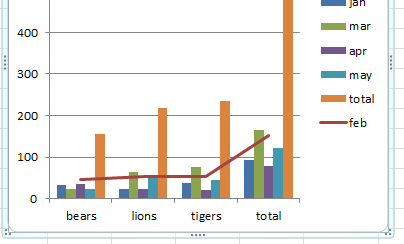 jan
mar
apr
may
total
feb
400
300
200
100
0
bears lions tigers total